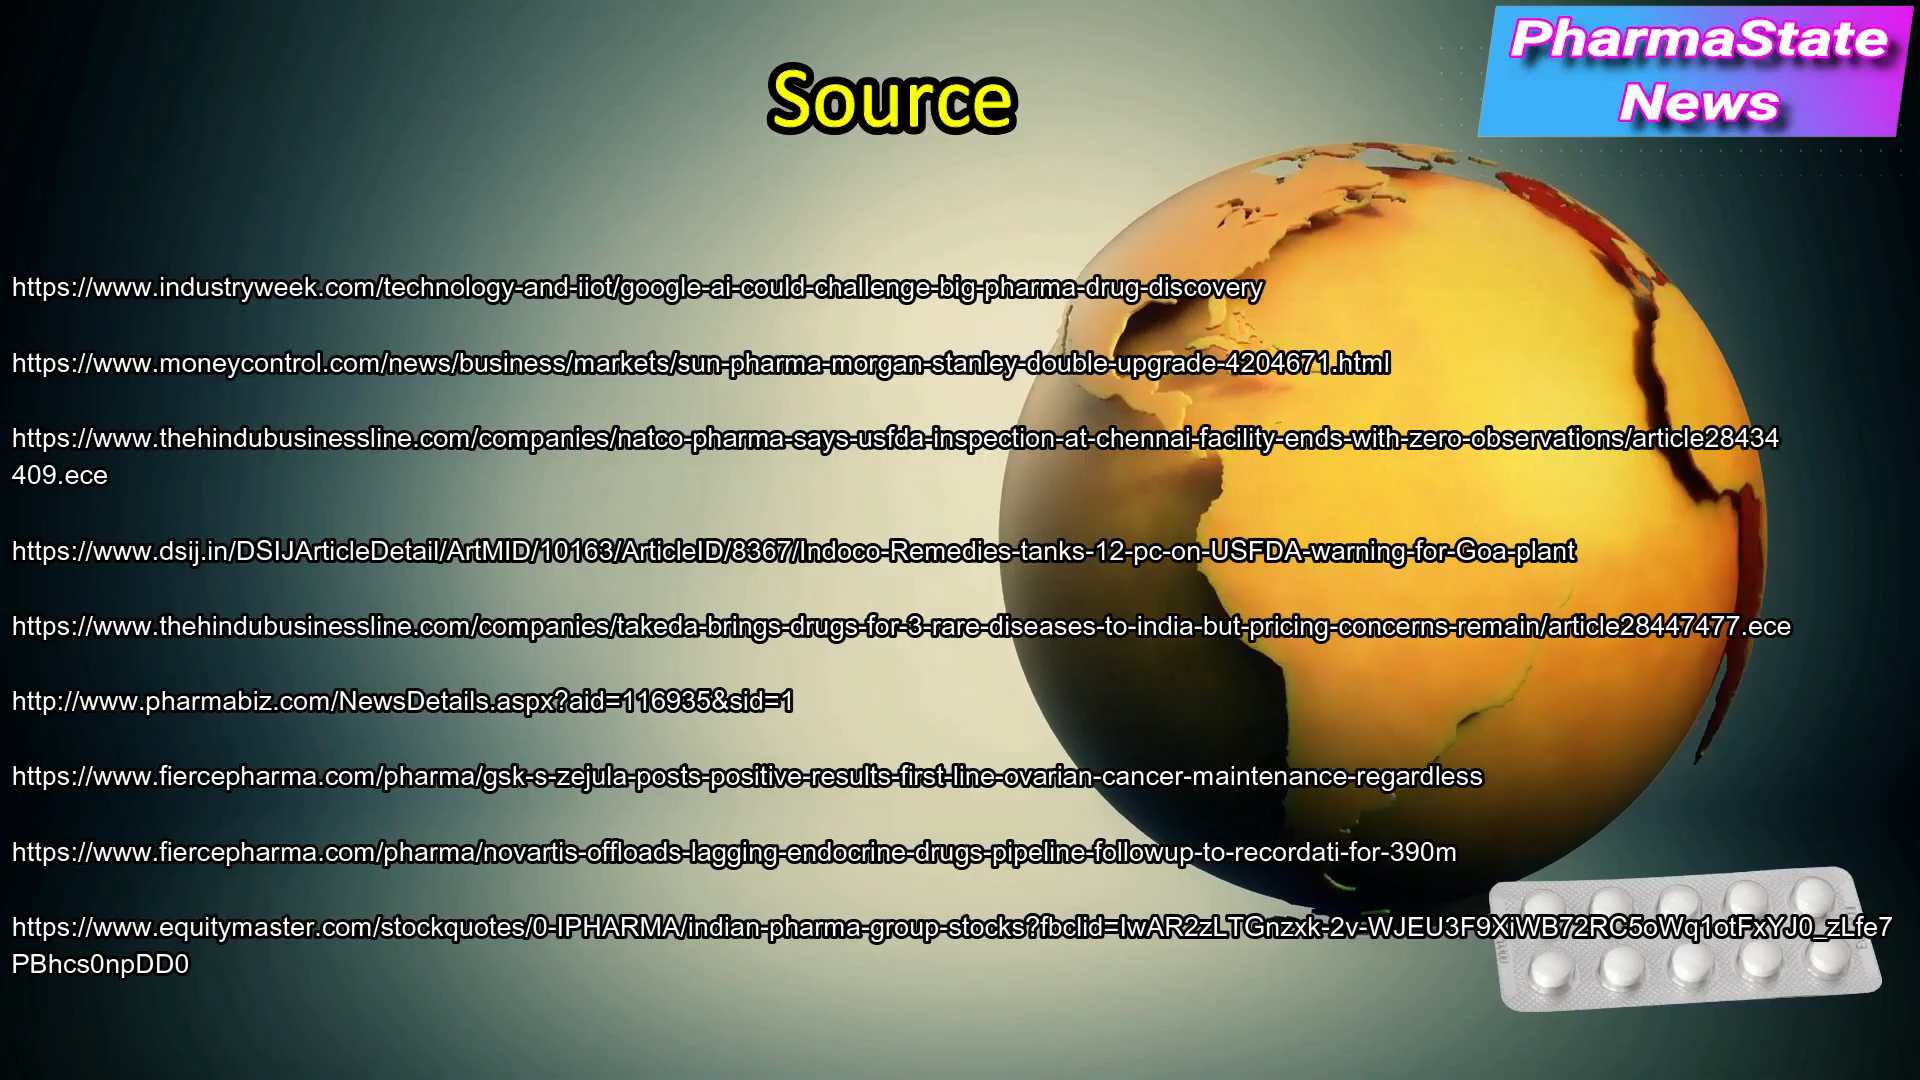 PharmaState
News
Source
https://www.industryweek.com/technology-and-iiot/google-ai-could-challenge-big-pharma-drug-discovery
https://www.moneycontrol.com/news/business/markets/sun-pharma-morgan-stanley-double-upgrade-4204671.html
https://www.thehindubusinessline.com/companies/natco-pharma-says-usfda-inspection-at-chennai-facility-ends-with-zero-observations/article28434
409.ece
https://www.dsij.in/DSIJArticleDetail/ArtMID/10163/ArticleID/8367/Indoco-Remedies-tanks-12-pc-on-USFDA-warning-for-Goa-plant
https://www.thehindubusinessline.com/companies/takeda-brings-drugs-for-3-rare-diseases-to-india-but-pricing-concerns-remain/article28447477.ece
http://www.pharmabiz.com/NewsDetails.aspx?aid=116935&sid=1
https://www.fiercepharma.com/pharma/gsk-s-zejula-posts-positive-results-first-line-ovarian-cancer-maintenance-regardless
https://www.fiercepharma.com/pharma/novartis-offloads-lagging-endocrine-drugs-pipeline-followup-to-recordati-for-390m
https://www.equitymaster.com/stockquotes/0-IPHARMA/indian-pharma-group-stocks?fbclid=IwAR2zLTGnzxk-2v-WJEU3F9XiWB72RC5oWq1otFxYJ0_zLfe7
PBhcs0npDD0